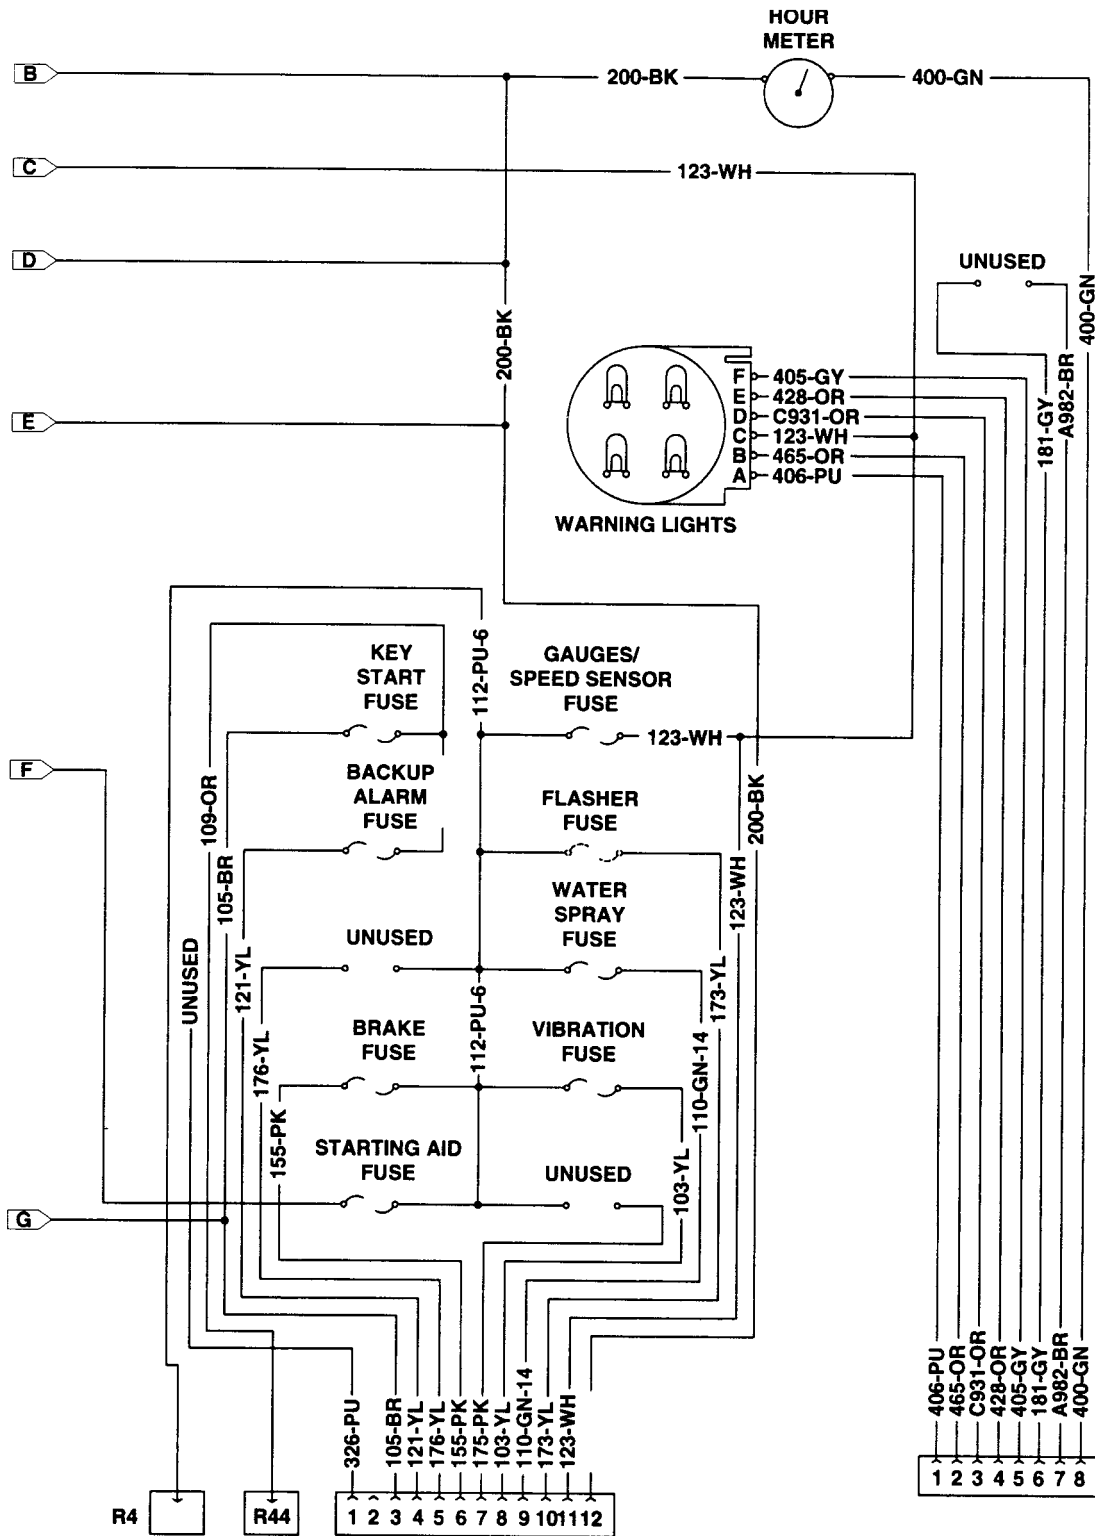 HOUR
METER
B
200-BK
400-GN
C
123-WH
D
UNUSED
200-BK
400-GN
F 405-GY
E 428-OR
D C931-OR
C 123-WH
B 465-OR
A 406-PU
181-GY
A982-BR
E
WARNING LIGHTS
112-PU-6
KEY
START
FUSE
GAUGES/
SPEED SENSOR
FUSE
123-WH
F
BACKUP
ALARM
FUSE
FLASHER
FUSE
109-OR
105-BR
200-BK
123-WH
WATER
SPRAY
FUSE
UNUSED
UNUSED
121-YL
173-YL
112-PU-6
BRAKE
FUSE
VIBRATION
FUSE
176-YL
110-GN-14
155-PK
STARTING AID
FUSE
UNUSED
103-YL
G
326-PU
105-BR
121-YL
176-YL
155-PK
175-PK
103-YL
110-GN-14
173-YL
123-WH
406-PU
465-OR
C931-OR
428-OR
405-GY
181-GY
A982-BR
400-GN
1 2 3 4 5 6 7 8
R4
R44
1 2 3 4 5 6 7 8 9 10 11 12